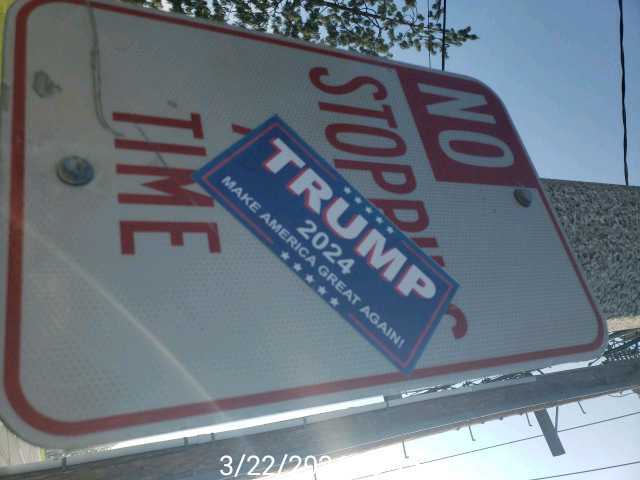 NO
STOPPING
TIME
TRUMP
2024
MAKE AMERICA GREAT AGAIN!